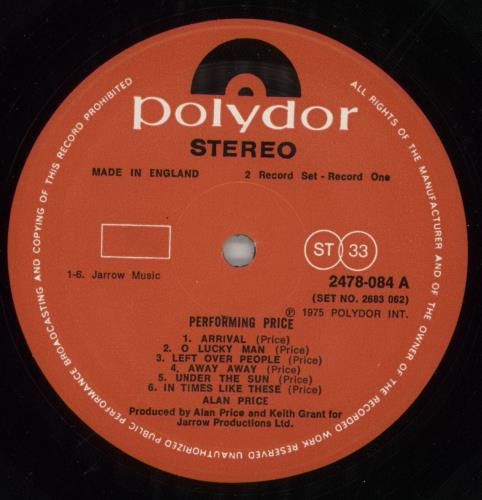 polydor
STEREO
MADE IN ENGLAND 2 Record Set - Record One
ST 33
1-6. Jarrow Music
2478-084 A
(SET NO. 2683 062)
℗ 1975 POLYDOR INT.
PERFORMING PRICE
1. ARRIVAL (Price)
2. O LUCKY MAN (Price)
3. LEFT OVER PEOPLE (Price)
4. AWAY AWAY (Price)
5. UNDER THE SUN (Price)
6. IN TIMES LIKE THESE (Price)
ALAN PRICE
Produced by Alan Price and Keith Grant for
Jarrow Productions Ltd.
ALL RIGHTS OF THE MANUFACTURER AND OF THE OWNER OF THE RECORDED WORK RESERVED UNAUTHORIZED PUBLIC PERFORMANCE BROADCASTING AND COPYING OF THIS RECORD PROHIBITED